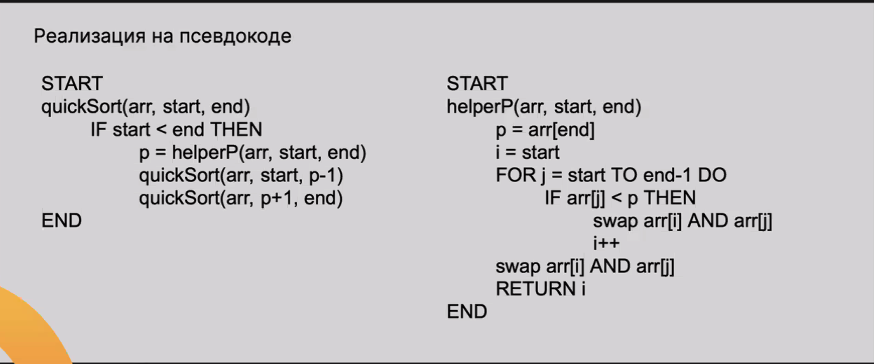 Реализация на псевдокоде
START
quickSort(arr, start, end)
IF start < end THEN
p = helperP(arr, start, end)
quickSort(arr, start, p-1)
quickSort(arr, p+1, end)
END
START
helperP(arr, start, end)
p = arr[end]
i = start
FOR j = start TO end-1 DO
IF arr[j] < p THEN
swap arr[i] AND arr[j]
i++
swap arr[i] AND arr[j]
RETURN i
END